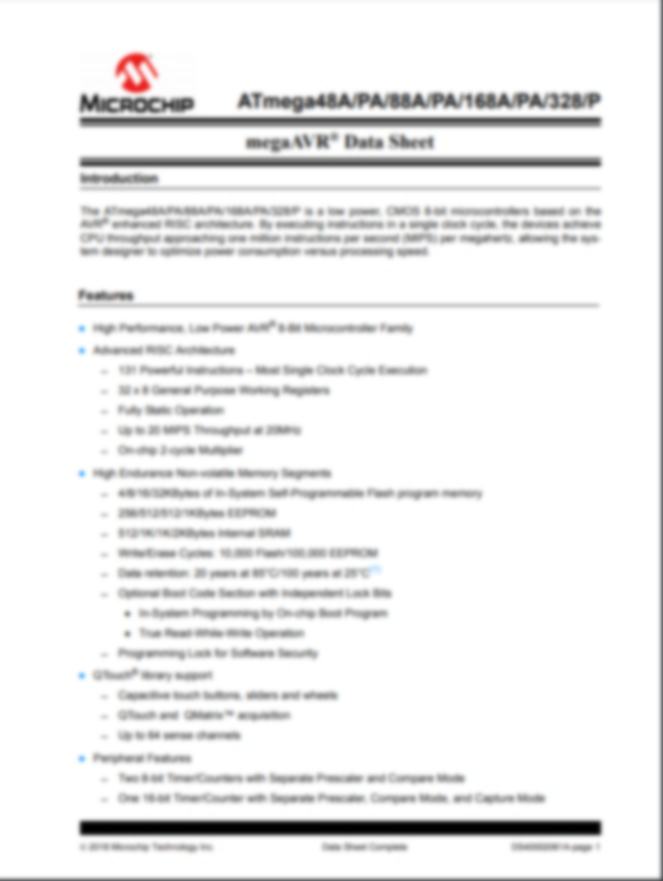 MICROCHIP
ATmega48A/PA/88A/PA/168A/PA/328/P
megaAVR® Data Sheet
Introduction
The ATmega48A/PA/88A/PA/168A/PA/328/P is a low power, CMOS 8-bit microcontrollers based on the
AVR® enhanced RISC architecture. By executing instructions in a single clock cycle, the devices achieve
CPU throughput approaching one million instructions per second (MIPS) per megahertz, allowing the sys-
tem designer to optimize power consumption versus processing speed.
Features
• High Performance, Low Power AVR® 8-Bit Microcontroller Family
• Advanced RISC Architecture
– 131 Powerful Instructions – Most Single Clock Cycle Execution
– 32 x 8 General Purpose Working Registers
– Fully Static Operation
– Up to 20 MIPS Throughput at 20MHz
– On-chip 2-cycle Multiplier
• High Endurance Non-volatile Memory Segments
– 4/8/16/32KBytes of In-System Self-Programmable Flash program memory
– 256/512/512/1KBytes EEPROM
– 512/1K/1K/2KBytes Internal SRAM
– Write/Erase Cycles: 10,000 Flash/100,000 EEPROM
– Data retention: 20 years at 85°C/100 years at 25°C(1)
– Optional Boot Code Section with Independent Lock Bits
• In-System Programming by On-chip Boot Program
• True Read-While-Write Operation
– Programming Lock for Software Security
• QTouch® library support
– Capacitive touch buttons, sliders and wheels
– QTouch and QMatrix™ acquisition
– Up to 64 sense channels
• Peripheral Features
– Two 8-bit Timer/Counters with Separate Prescaler and Compare Mode
– One 16-bit Timer/Counter with Separate Prescaler, Compare Mode, and Capture Mode
© 2018 Microchip Technology Inc.
Data Sheet Complete
page 1